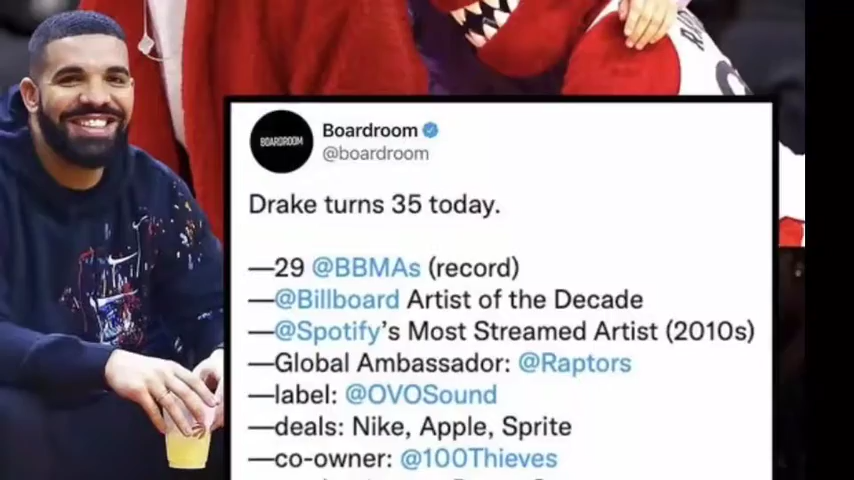 BOARDROOM
Boardroom
@boardroom
Drake turns 35 today.
—29 @BBMAs (record)
—@Billboard Artist of the Decade
—@Spotify's Most Streamed Artist (2010s)
—Global Ambassador: @Raptors
—label: @OVOSound
—deals: Nike, Apple, Sprite
—co-owner: @100Thieves